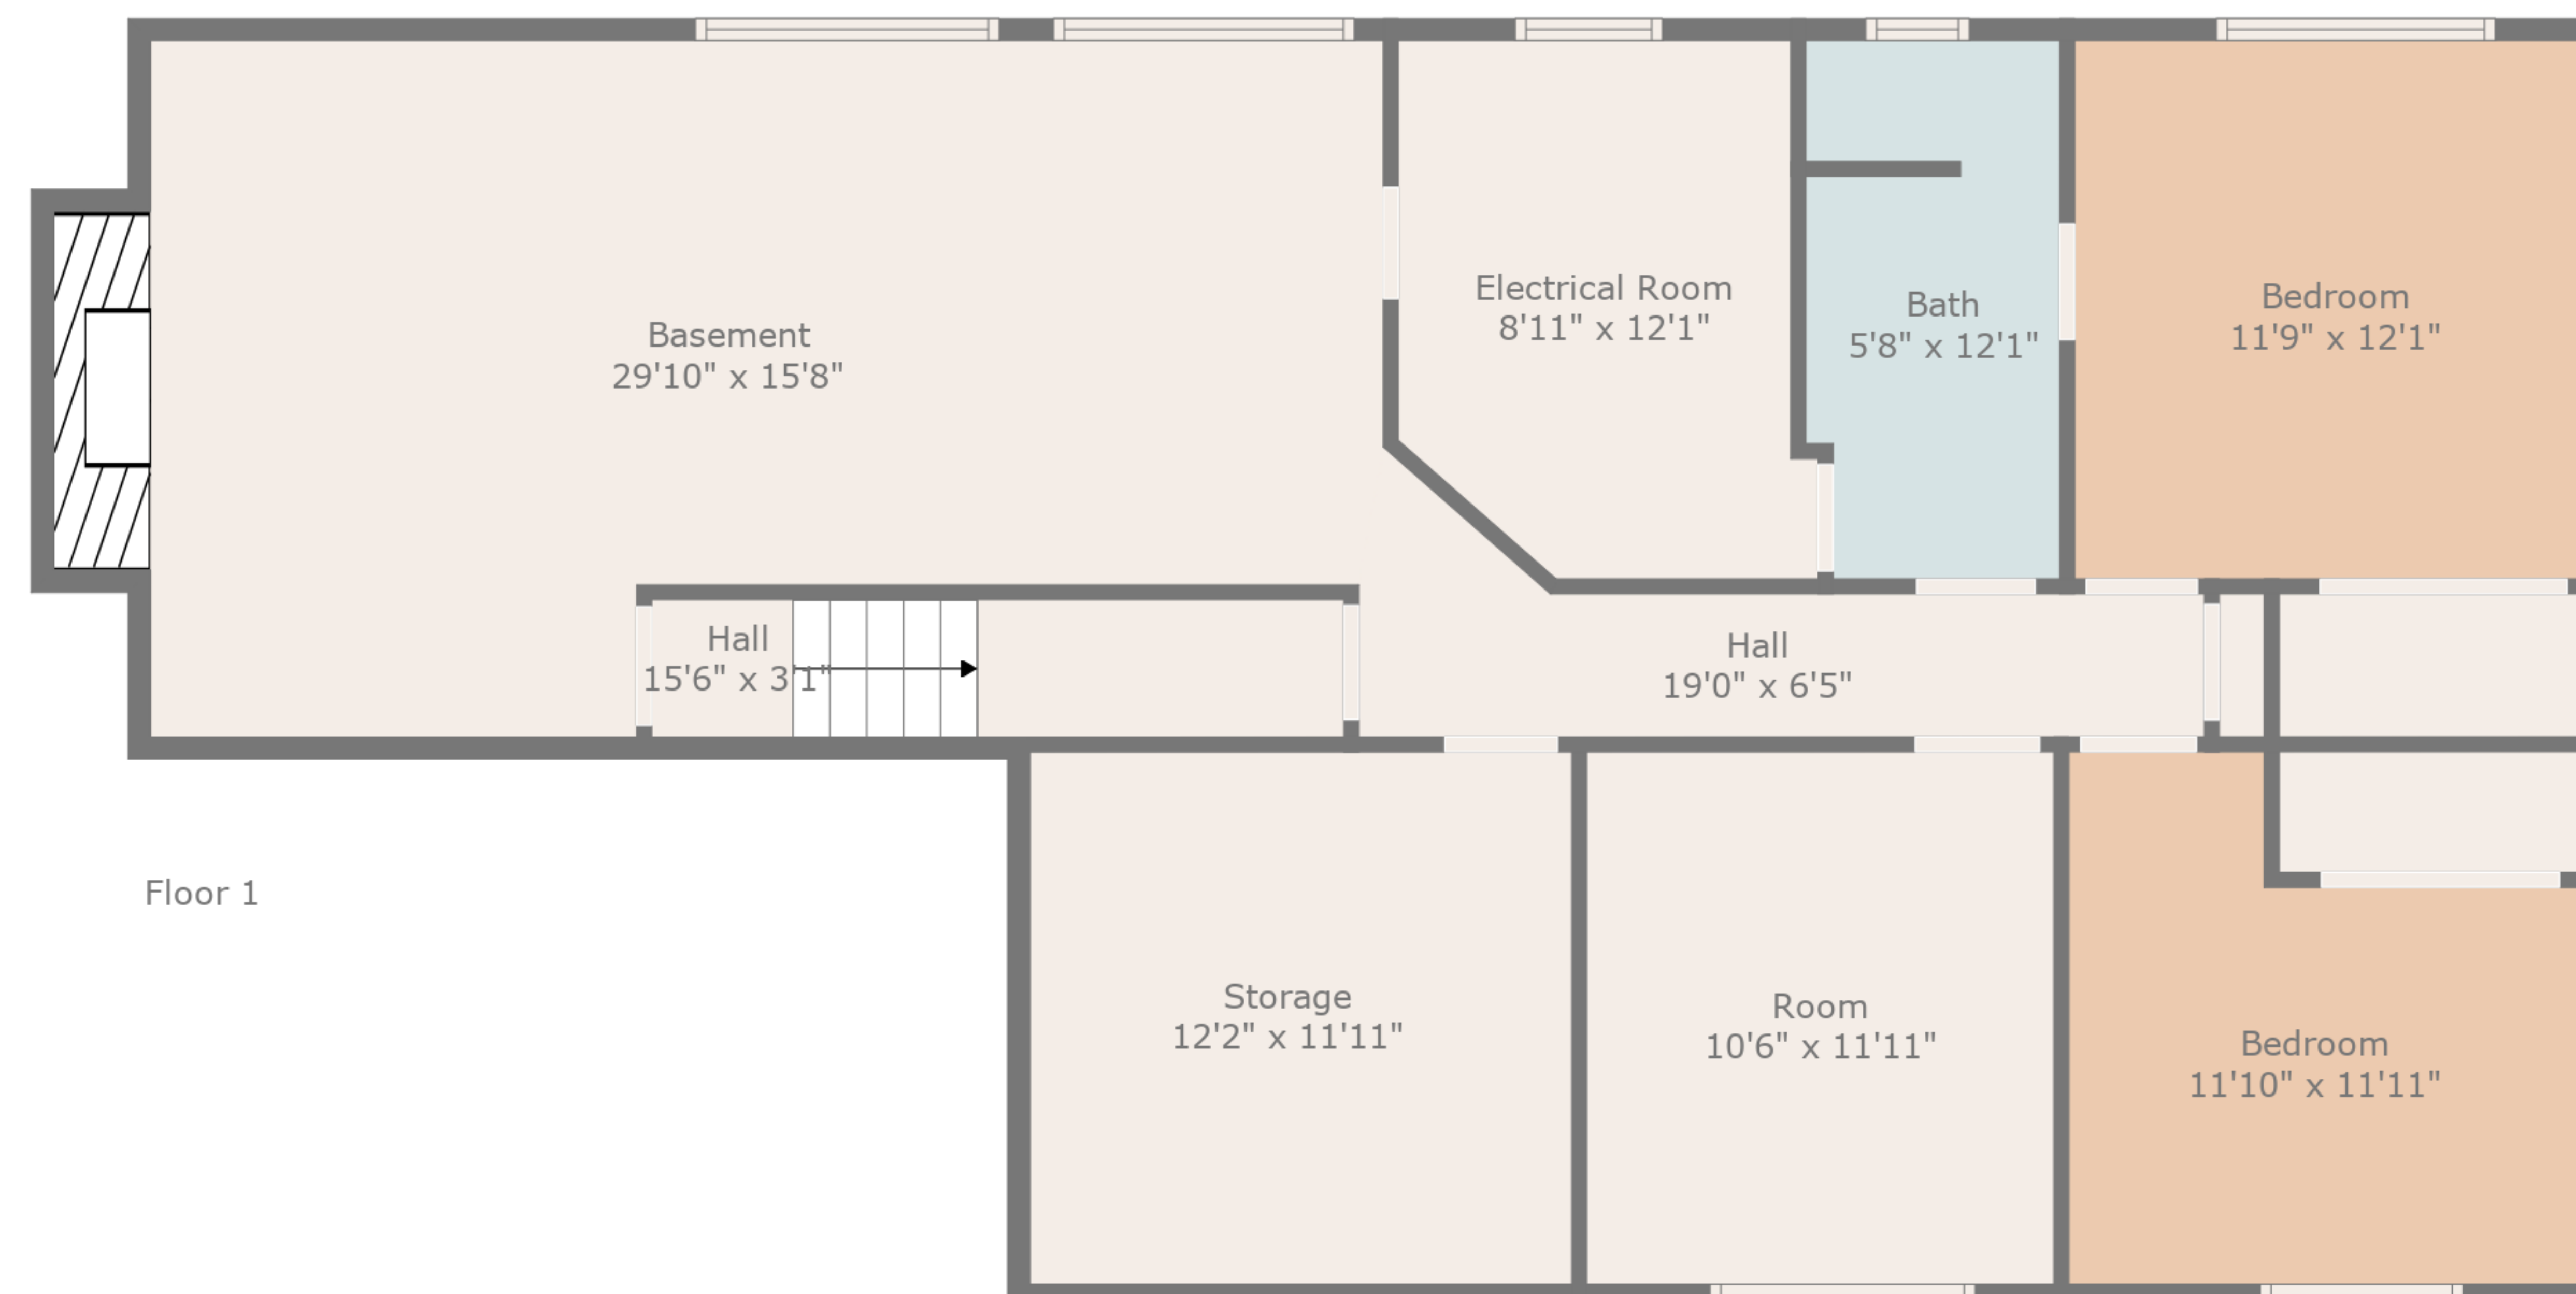 Electrical Room
8'11" x 12'1"
Bath
5'8" x 12'1"
Bedroom
11'9" x 12'1"
Basement
29'10" x 15'8"
Hall
15'6" x 3'1"
Hall
19'0" x 6'5"
Floor 1
Storage
12'2" x 11'11"
Room
10'6" x 11'11"
Bedroom
11'10" x 11'11"